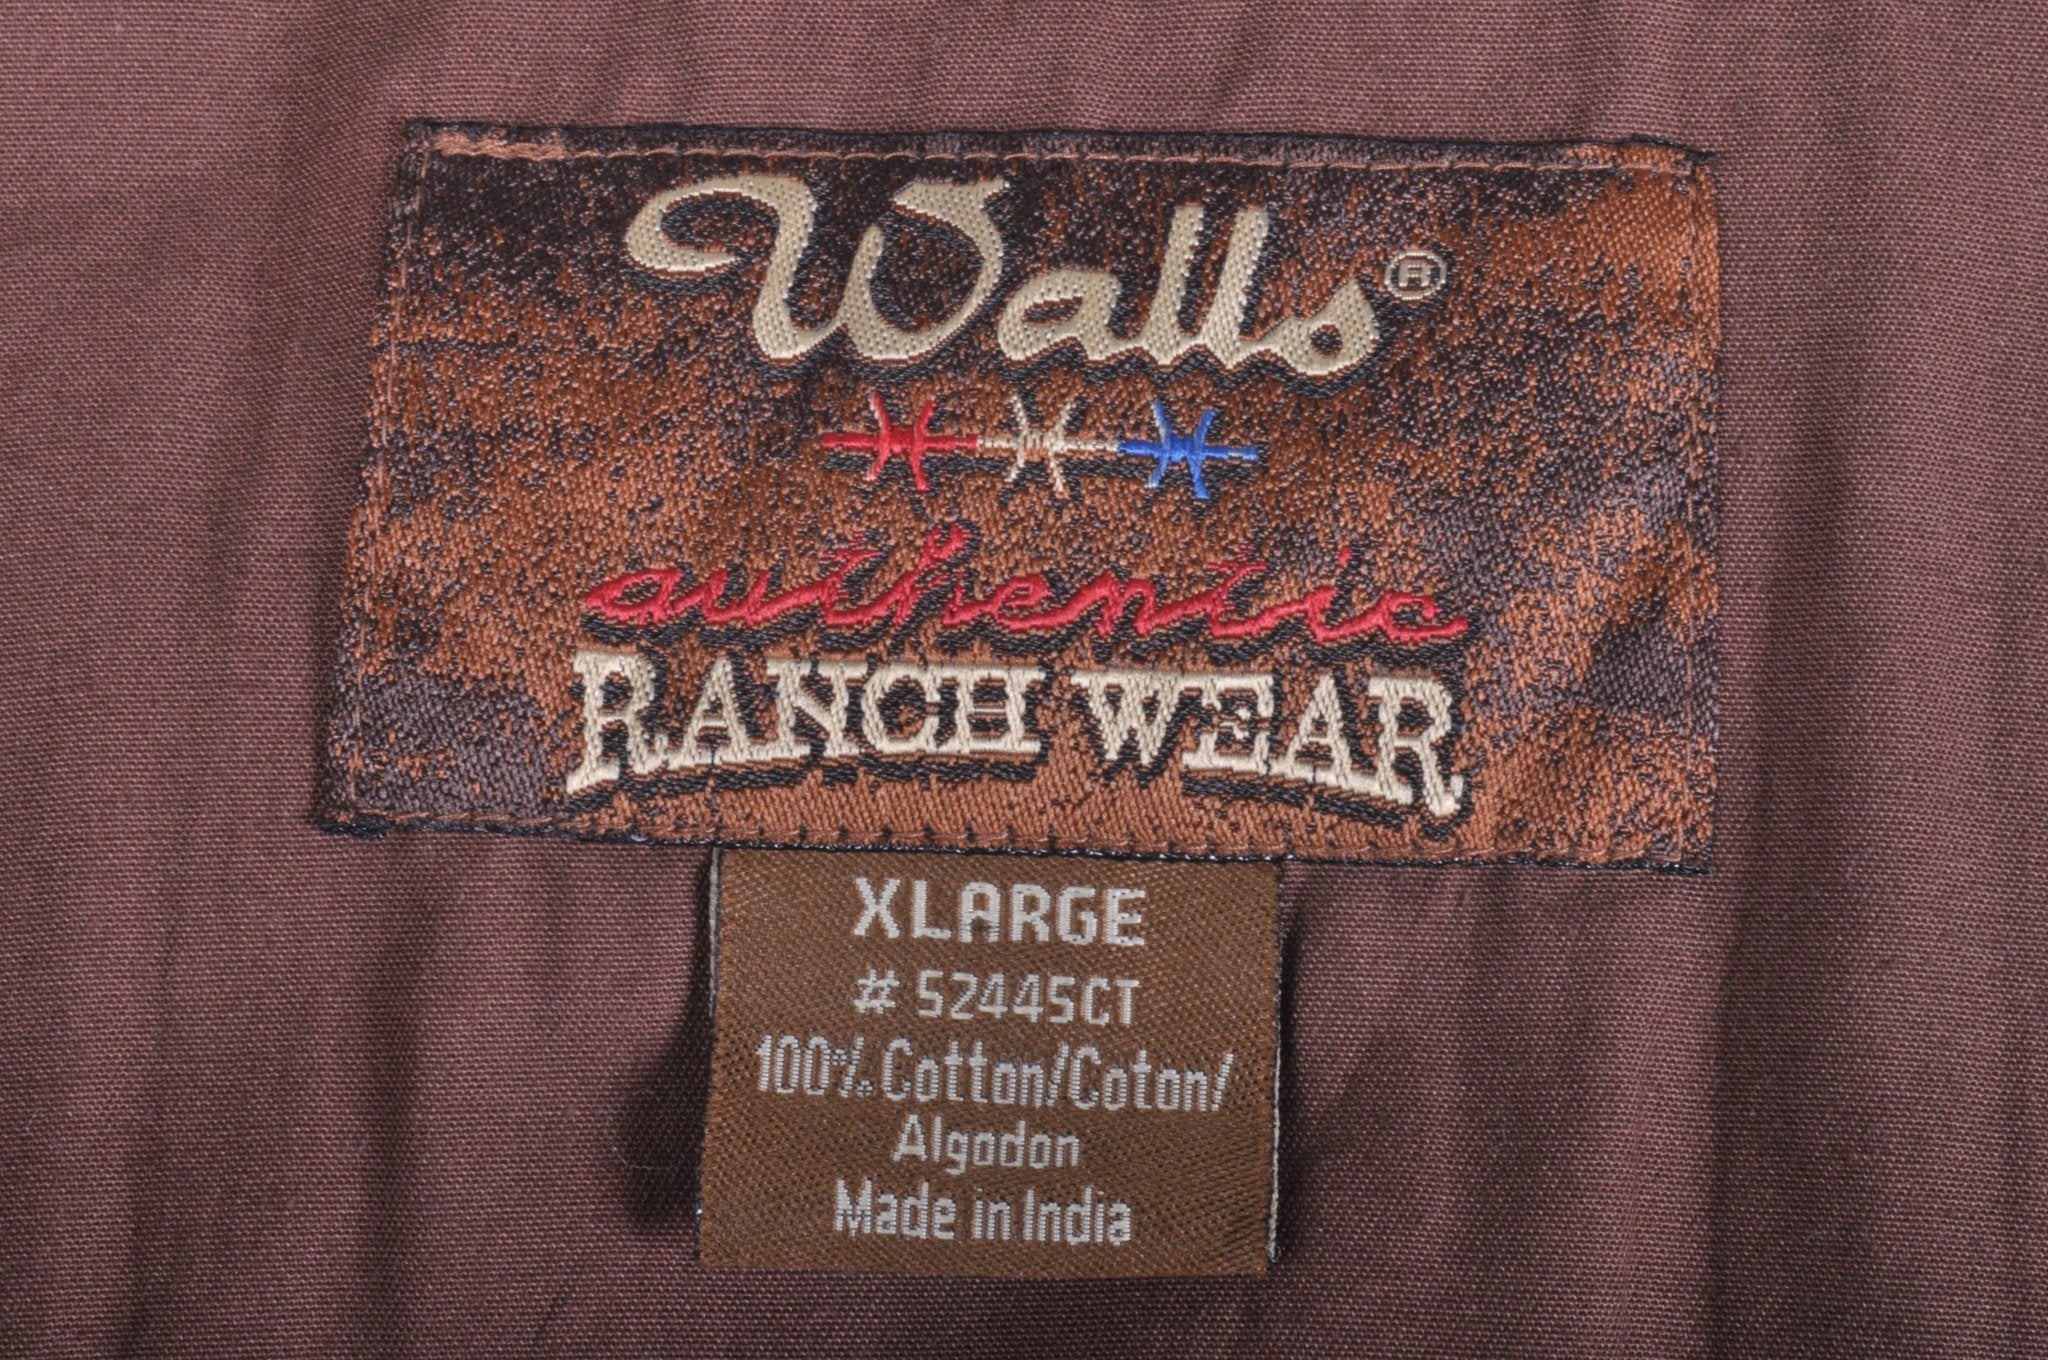 Walls®
authentic
RANCH WEAR
XLARGE
# 52445CT
100% Cotton/Coton/
Algodon
Made in India